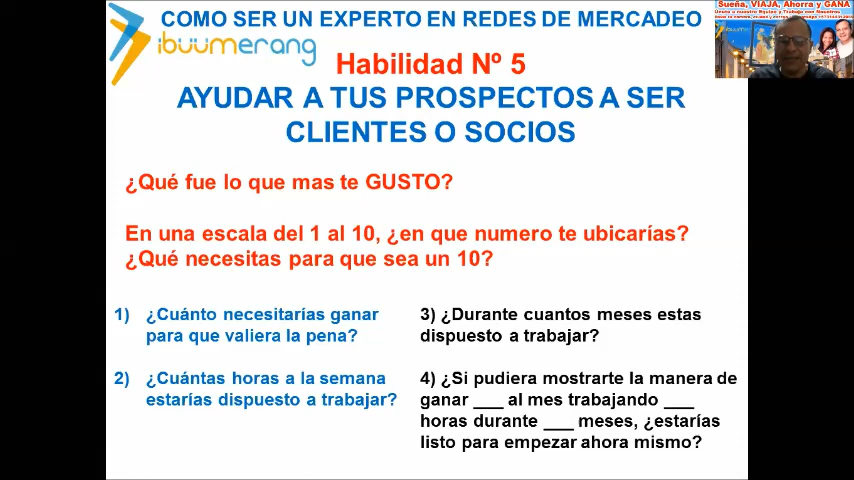 COMO SER UN EXPERTO EN REDES DE MERCADEO
ibüümerang
Habilidad Nº 5
AYUDAR A TUS PROSPECTOS A SER
CLIENTES O SOCIOS
¿Qué fue lo que mas te GUSTO?
En una escala del 1 al 10, ¿en que numero te ubicarías?
¿Qué necesitas para que sea un 10?
1) ¿Cuánto necesitarías ganar
para que valiera la pena?
2) ¿Cuántas horas a la semana
estarías dispuesto a trabajar?
3) ¿Durante cuantos meses estas
dispuesto a trabajar?
4) ¿Si pudiera mostrarte la manera de
ganar ___ al mes trabajando ___
horas durante ___ meses, ¿estarías
listo para empezar ahora mismo?
Sueña, VIAJA, Ahorra y GANA